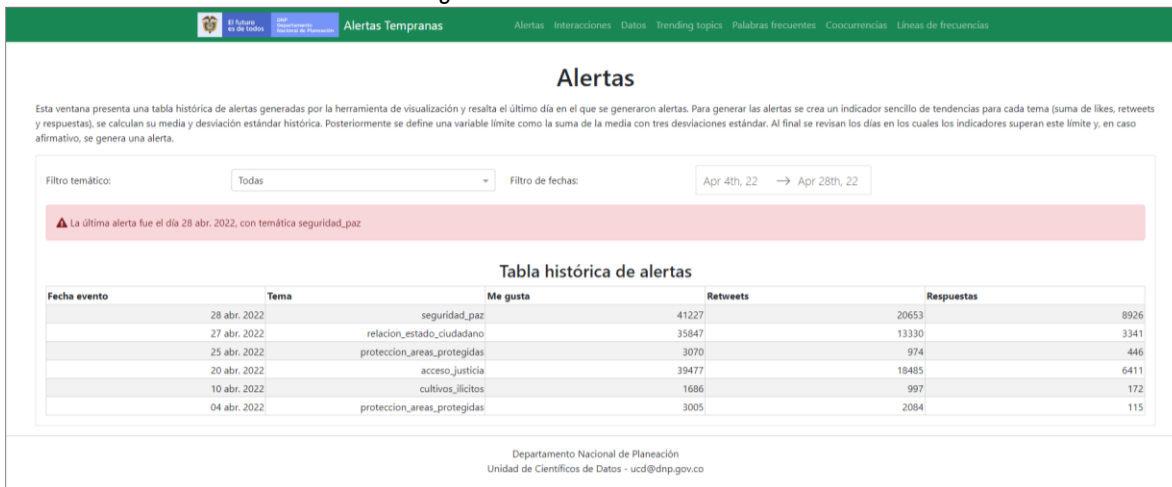 El futuro
es de todos
DNP
Departamento
Nacional de Planeación
Alertas Tempranas
Alertas Interacciones Datos Trending topics Palabras frecuentes Coocurrencias Líneas de frecuencias
Alertas
Esta ventana presenta una tabla histórica de alertas generadas por la herramienta de visualización y resalta el último día en el que se generaron alertas. Para generar las alertas se crea un indicador sencillo de tendencias para cada tema (suma de likes, retweets
y respuestas), se calculan su media y desviación estándar histórica. Posteriormente se define una variable límite como la suma de la media con tres desviaciones estándar. Al final se revisan los días en los cuales los indicadores superan este límite y, en caso
afirmativo, se genera una alerta.
Filtro temático: Todas Filtro de fechas: Apr 4th, 22 → Apr 28th, 22
La última alerta fue el día 28 abr. 2022, con temática seguridad_paz
Tabla histórica de alertas
Fecha evento Tema Me gusta Retweets Respuestas
28 abr. 2022 seguridad_paz 41227 20653 8926
27 abr. 2022 relacion_estado_ciudadano 35847 13330 3341
25 abr. 2022 proteccion_areas_protegidas 3070 974 446
20 abr. 2022 acceso_justicia 39477 18485 6411
10 abr. 2022 cultivos_ilicitos 1686 997 172
04 abr. 2022 proteccion_areas_protegidas 3005 2084 115
Departamento Nacional de Planeación
Unidad de Científicos de Datos - ucd@dnp.gov.co